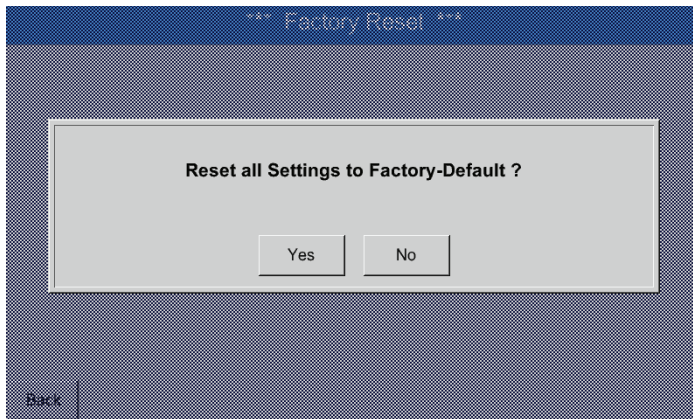 *** Factory Reset ***
Reset all Settings to Factory-Default ?
Yes No
Back